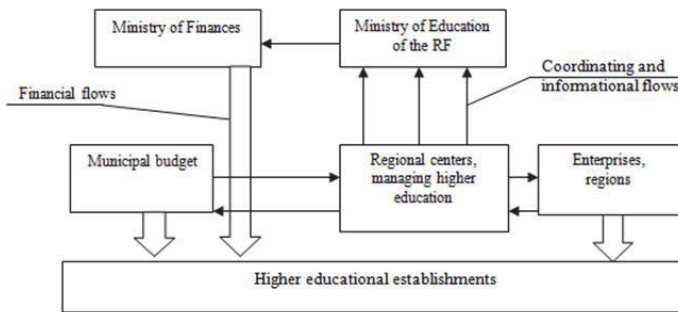 Ministry of Finances
Ministry of Education
of the RF
Coordinating and
informational flows
Financial flows
Municipal budget
Regional centers,
managing higher
education
Enterprises,
regions
Higher educational establishments